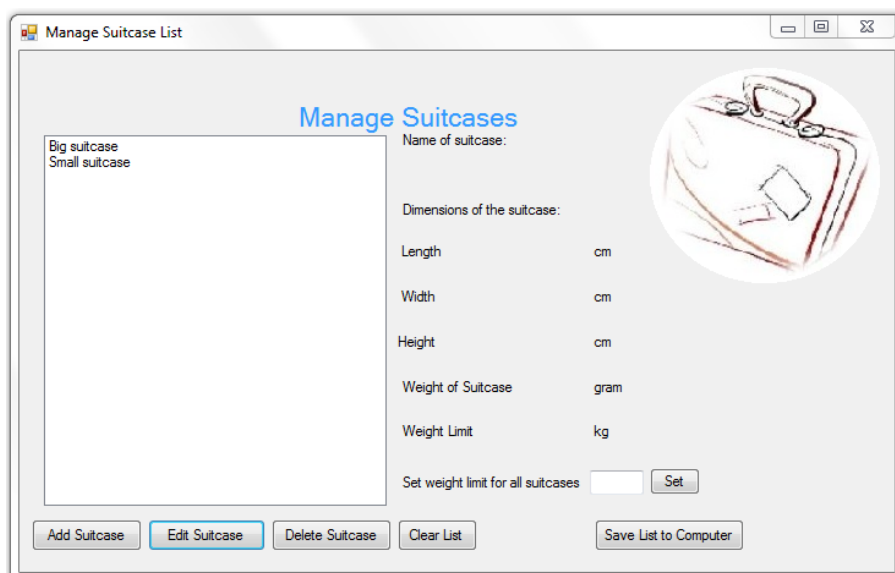 Manage Suitcase List
Manage Suitcases
Big suitcase
Small suitcase
Name of suitcase:
Dimensions of the suitcase:
Length cm
Width cm
Height cm
Weight of Suitcase gram
Weight Limit kg
Set weight limit for all suitcases Set
Add Suitcase Edit Suitcase Delete Suitcase Clear List Save List to Computer